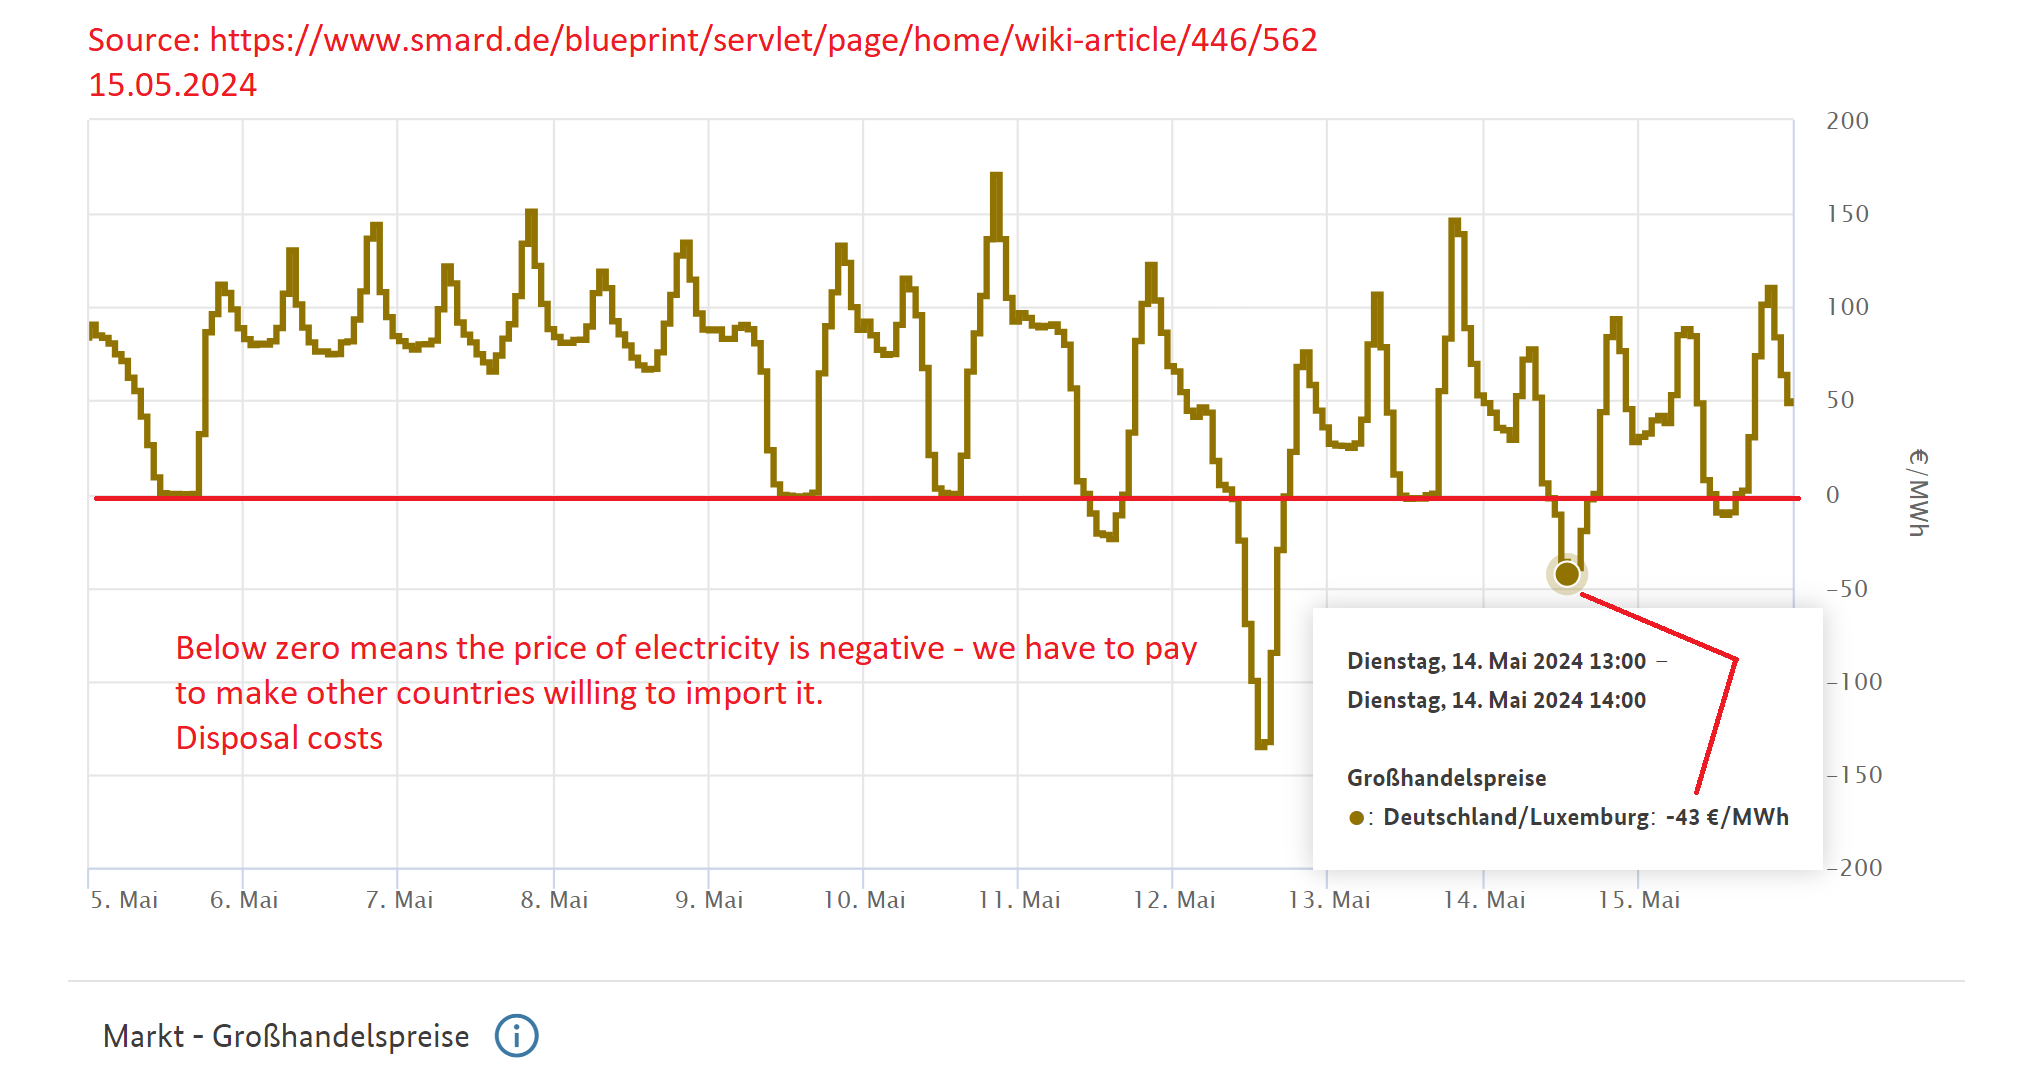 Source: https://www.smard.de/blueprint/servlet/page/home/wiki-article/446/562
15.05.2024
200
150
100
50
0
−50
−100
−150
−200
€/MWh
Below zero means the price of electricity is negative - we have to pay
to make other countries willing to import it.
Disposal costs
Dienstag, 14. Mai 2024 13:00 –
Dienstag, 14. Mai 2024 14:00
Großhandelspreise
: Deutschland/Luxemburg: -43 €/MWh
5. Mai 6. Mai 7. Mai 8. Mai 9. Mai 10. Mai 11. Mai 12. Mai 13. Mai 14. Mai 15. Mai
Markt - Großhandelspreise i